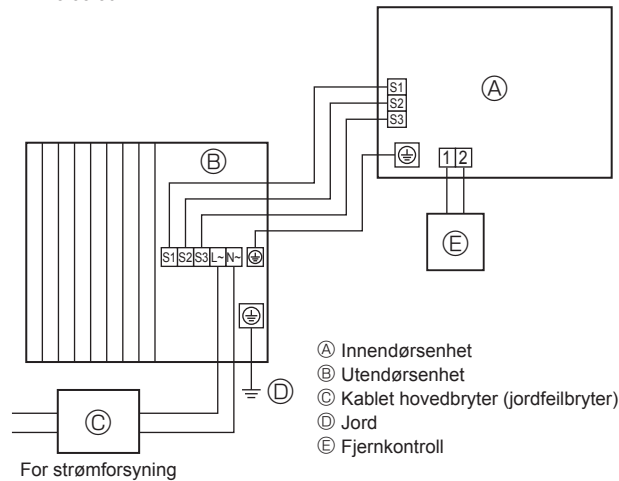 S1
S2
S3
Ⓐ
1 2
Ⓑ
S1 S2 S3 L~ N~
Ⓔ
Ⓓ
Ⓒ
For strømforsyning
Ⓐ Innendørsenhet
Ⓑ Utendørsenhet
Ⓒ Kablet hovedbryter (jordfeilbryter)
Ⓓ Jord
Ⓔ Fjernkontroll